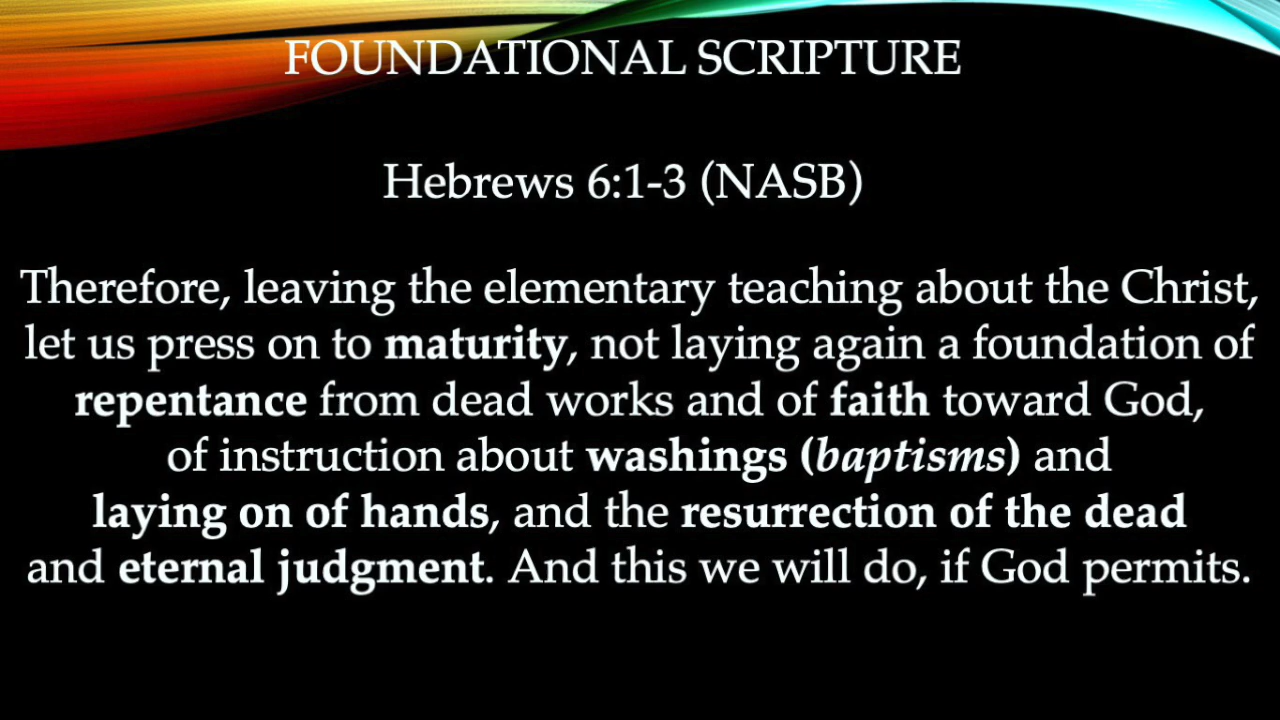 FOUNDATIONAL SCRIPTURE
Hebrews 6:1-3 (NASB)
Therefore, leaving the elementary teaching about the Christ,
let us press on to maturity, not laying again a foundation of
repentance from dead works and of faith toward God,
of instruction about washings (baptisms) and
laying on of hands, and the resurrection of the dead
and eternal judgment. And this we will do, if God permits.